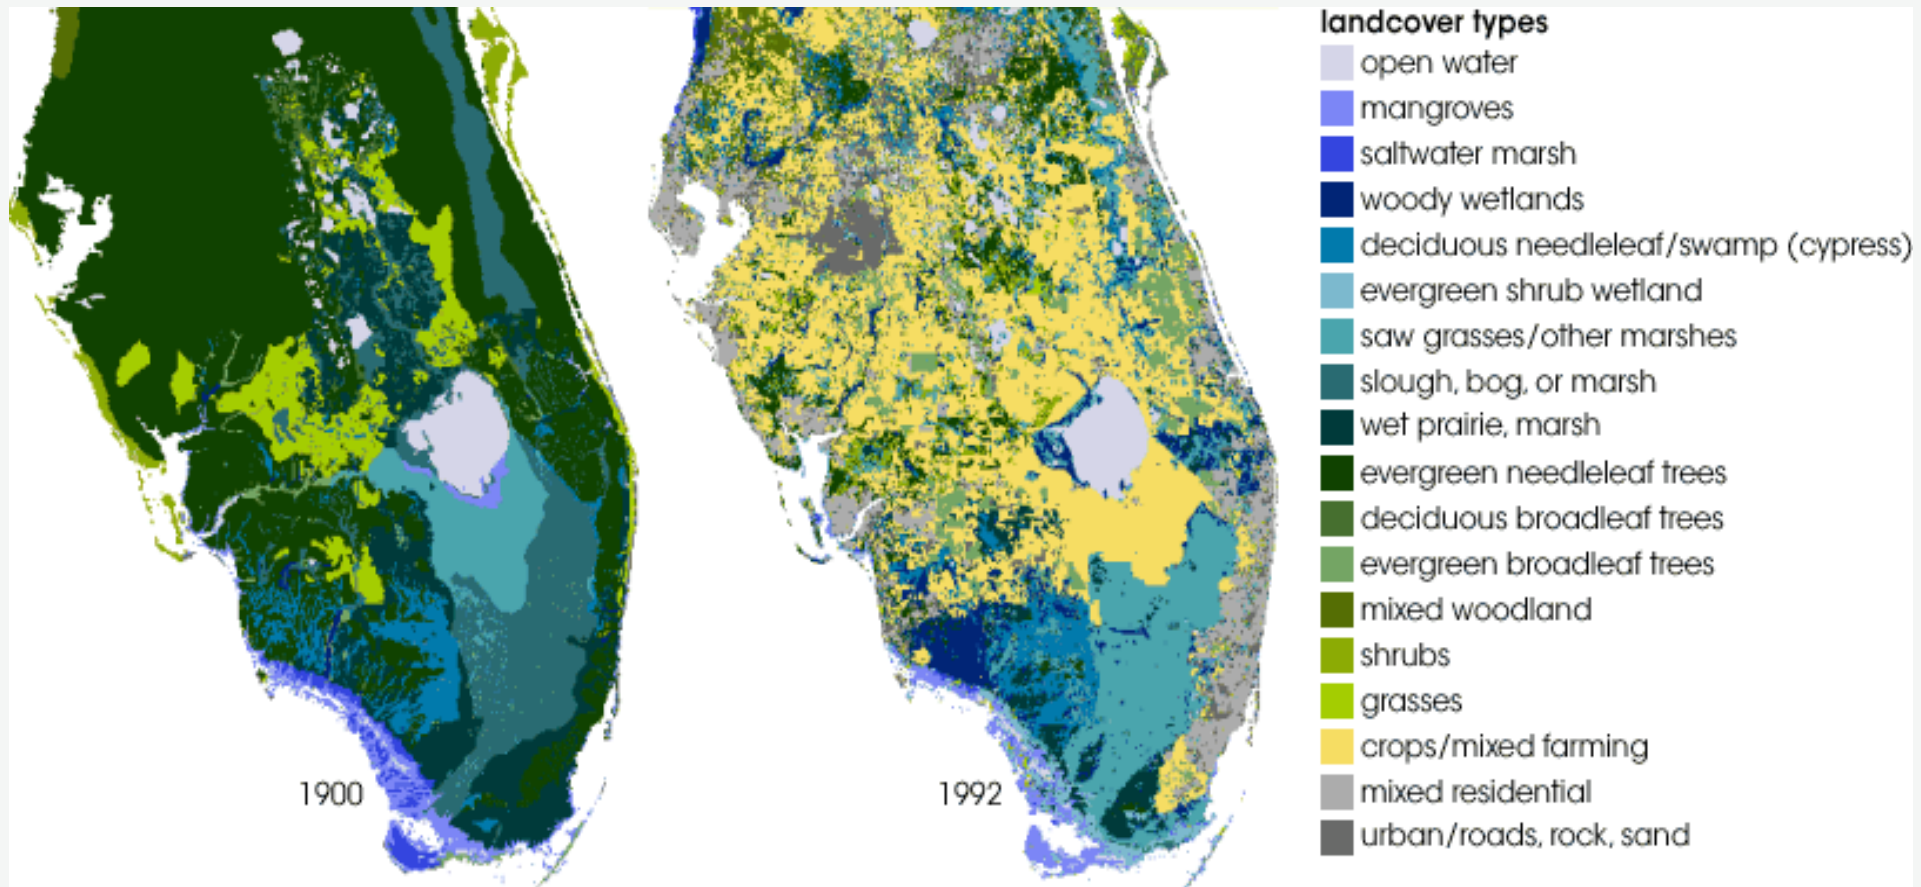 landcover types
open water
mangroves
saltwater marsh
woody wetlands
deciduous needleleaf/swamp (cypress)
evergreen shrub wetland
saw grasses/other marshes
slough, bog, or marsh
wet prairie, marsh
evergreen needleleaf trees
deciduous broadleaf trees
evergreen broadleaf trees
mixed woodland
shrubs
grasses
crops/mixed farming
mixed residential
urban/roads, rock, sand
1900
1992